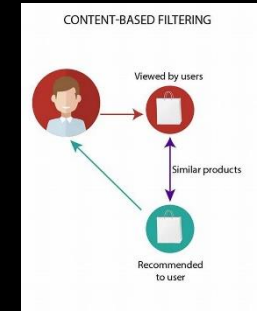 CONTENT-BASED FILTERING
Viewed by users
Similar products
Recommended
to user